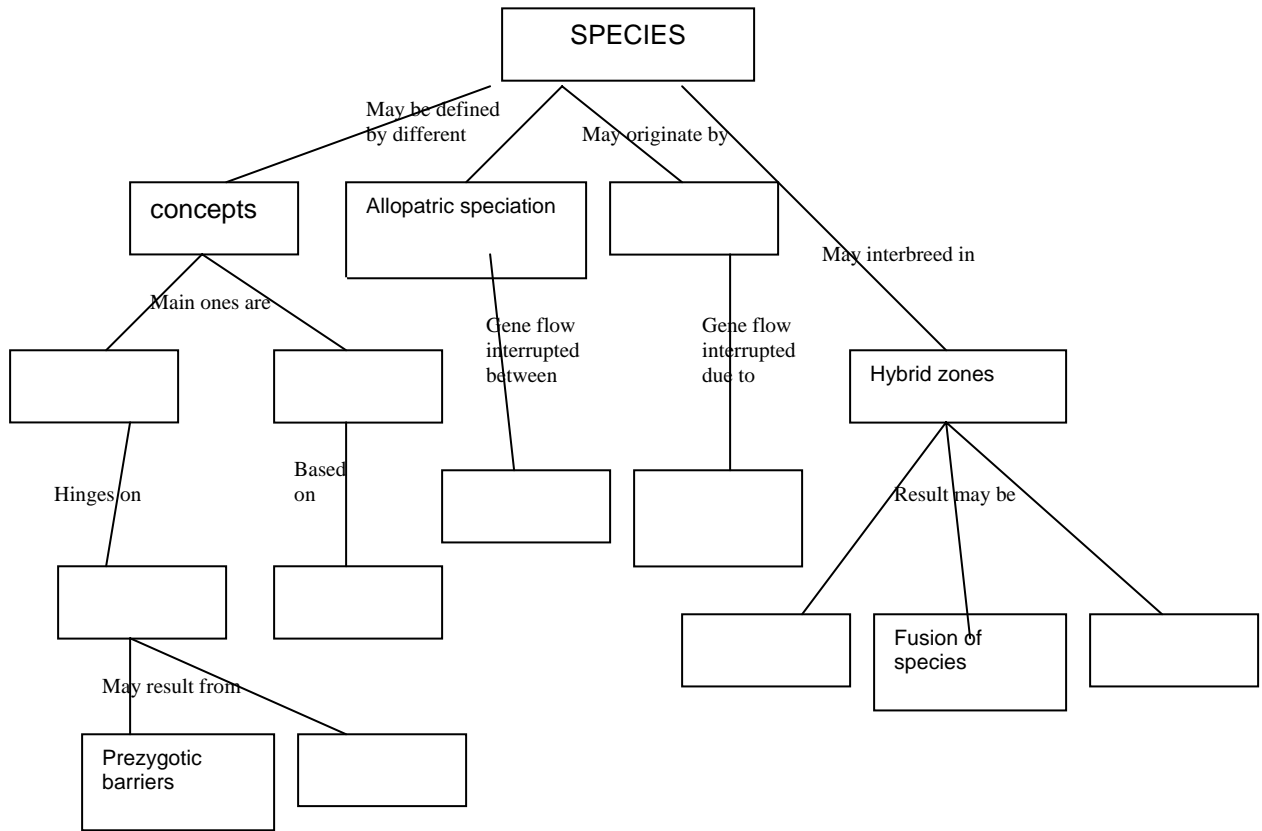 SPECIES
May be defined
by different
May originate by
concepts
Allopatric speciation
May interbreed in
Main ones are
Gene flow
interrupted
between
Gene flow
interrupted
due to
Hybrid zones
Hinges on
Based
on
Result may be
Fusion of
species
May result from
Prezygotic
barriers